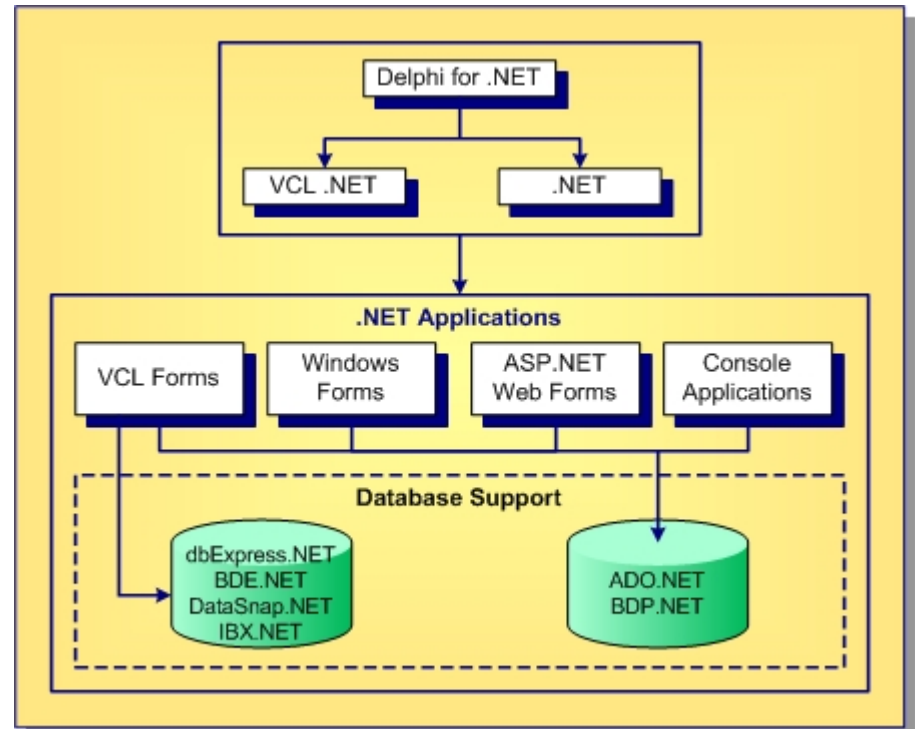 Delphi for .NET
VCL .NET
.NET
.NET Applications
VCL Forms
Windows
Forms
ASP.NET
Web Forms
Console
Applications
Database Support
dbExpress.NET
BDE.NET
DataSnap.NET
IBX.NET
ADO.NET
BDP.NET